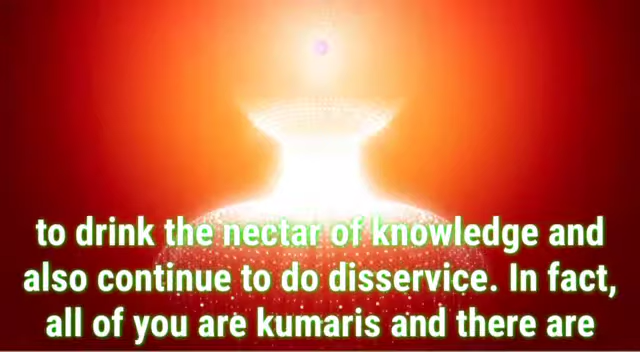 to drink the nectar of knowledge and
also continue to do disservice. In fact,
all of you are kumaris and there are